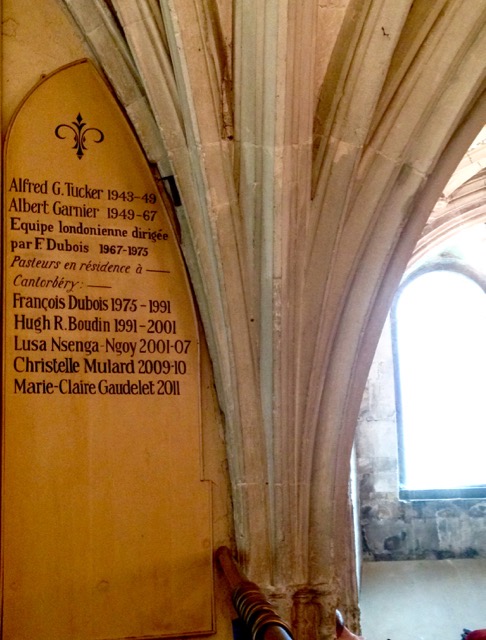 Alfred G. Tucker 1943-49
Albert Garnier 1949-67
Equipe londonienne dirigée
par F. Dubois 1967-1975
Pasteurs en résidence à —
Cantorbéry: —
François Dubois 1975-1991
Hugh R. Boudin 1991-2001
Lusa Nsenga-Ngoy 2001-07
Christelle Mulard 2009-10
Marie-Claire Gaudelet 2011